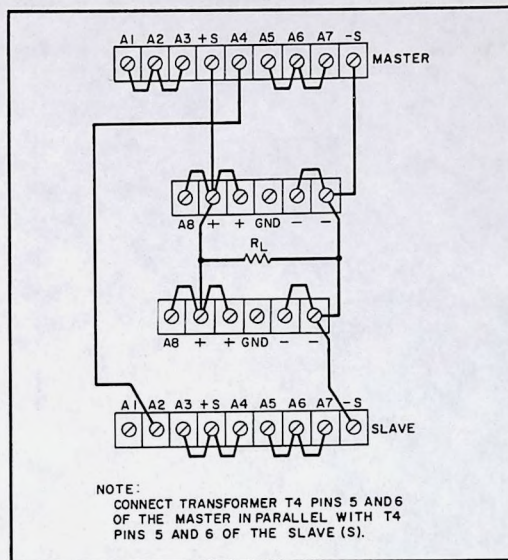 A1 A2 A3 +S A4 A5 A6 A7 -S
MASTER
A8 + + GND - -
RL
A8 + + GND - -
A1 A2 A3 +S A4 A5 A6 A7 -S
SLAVE
NOTE:
CONNECT TRANSFORMER T4 PINS 5 AND 6
OF THE MASTER IN PARALLEL WITH T4
PINS 5 AND 6 OF THE SLAVE (S).